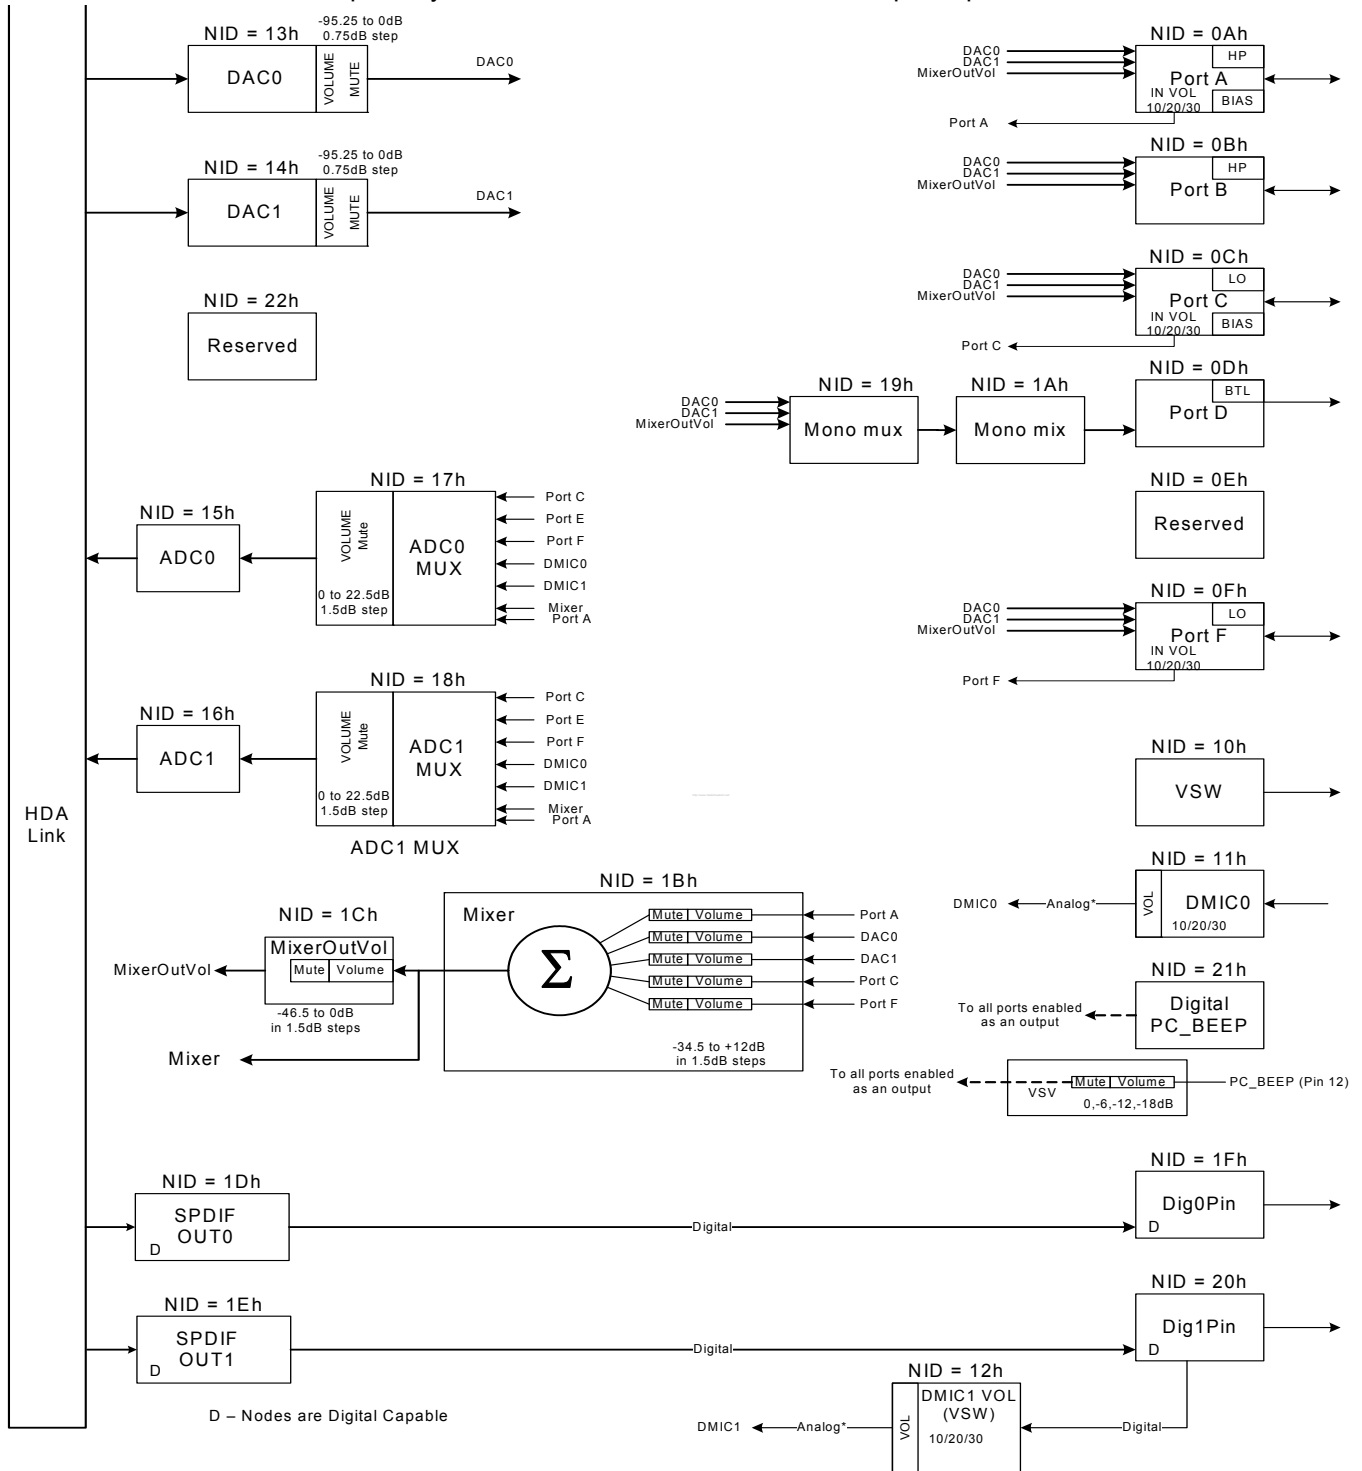 NID = 13h
-95.25 to 0dB
0.75dB step
DAC0
VOLUME
MUTE
DAC0
NID = 14h
-95.25 to 0dB
0.75dB step
DAC1
VOLUME
MUTE
DAC1
NID = 22h
Reserved
NID = 0Ah
DAC0
DAC1
MixerOutVol
HP
Port A
IN VOL
10/20/30
BIAS
Port A
NID = 0Bh
DAC0
DAC1
MixerOutVol
HP
Port B
NID = 0Ch
DAC0
DAC1
MixerOutVol
LO
Port C
IN VOL
10/20/30
BIAS
Port C
NID = 19h
DAC0
DAC1
MixerOutVol
Mono mux
NID = 1Ah
Mono mix
NID = 0Dh
BTL
Port D
NID = 0Eh
Reserved
NID = 17h
NID = 15h
ADC0
VOLUME
Mute
0 to 22.5dB
1.5dB step
ADC0
MUX
Port C
Port E
Port F
DMIC0
DMIC1
Mixer
Port A
NID = 0Fh
DAC0
DAC1
MixerOutVol
LO
Port F
IN VOL
10/20/30
Port F
NID = 18h
NID = 16h
ADC1
VOLUME
Mute
0 to 22.5dB
1.5dB step
ADC1
MUX
Port C
Port E
Port F
DMIC0
DMIC1
Mixer
Port A
ADC1 MUX
HDA
Link
NID = 10h
VSW
NID = 11h
DMIC0
Analog*
VOL
DMIC0
10/20/30
NID = 1Bh
Mixer
Σ
Mute Volume
Port A
Mute Volume
DAC0
Mute Volume
DAC1
Mute Volume
Port C
Mute Volume
Port F
-34.5 to +12dB
in 1.5dB steps
NID = 1Ch
MixerOutVol
Mute Volume
MixerOutVol
-46.5 to 0dB
in 1.5dB steps
Mixer
NID = 21h
To all ports enabled
as an output
Digital
PC_BEEP
To all ports enabled
as an output
VSV
Mute Volume
0,-6,-12,-18dB
PC_BEEP (Pin 12)
NID = 1Dh
SPDIF
OUT0
D
Digital
NID = 1Fh
Dig0Pin
D
NID = 1Eh
SPDIF
OUT1
D
Digital
NID = 20h
Dig1Pin
D
NID = 12h
DMIC1
Analog*
VOL
DMIC1 VOL
(VSW)
10/20/30
Digital
D – Nodes are Digital Capable